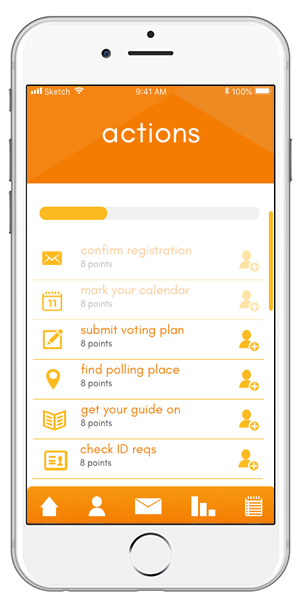 Sketch 9:41 AM 100%
actions
confirm registration
8 points
mark your calendar
8 points
11
submit voting plan
8 points
find polling place
8 points
get your guide on
8 points
check ID reqs
8 points